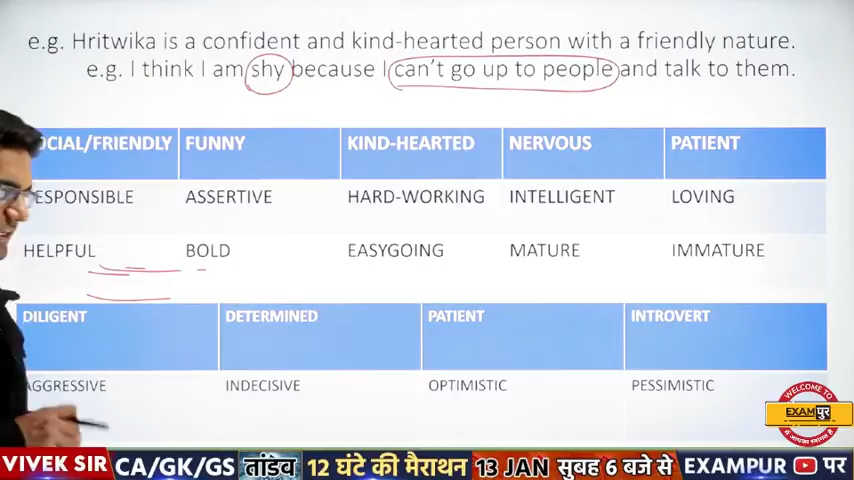 e.g. Hritwika is a confident and kind-hearted person with a friendly nature.
e.g. I think I am shy because I can't go up to people and talk to them.
OCIAL/FRIENDLY FUNNY KIND-HEARTED NERVOUS PATIENT
ESPONSIBLE ASSERTIVE HARD-WORKING INTELLIGENT LOVING
HELPFUL BOLD EASYGOING MATURE IMMATURE
DILIGENT DETERMINED PATIENT INTROVERT
AGGRESSIVE INDECISIVE OPTIMISTIC PESSIMISTIC
WELCOME TO
EXAMपुर
VIVEK SIR CA/GK/GS तांडव 12 घंटे की मैराथन 13 JAN सुबह 6 बजे से EXAMPUR पर